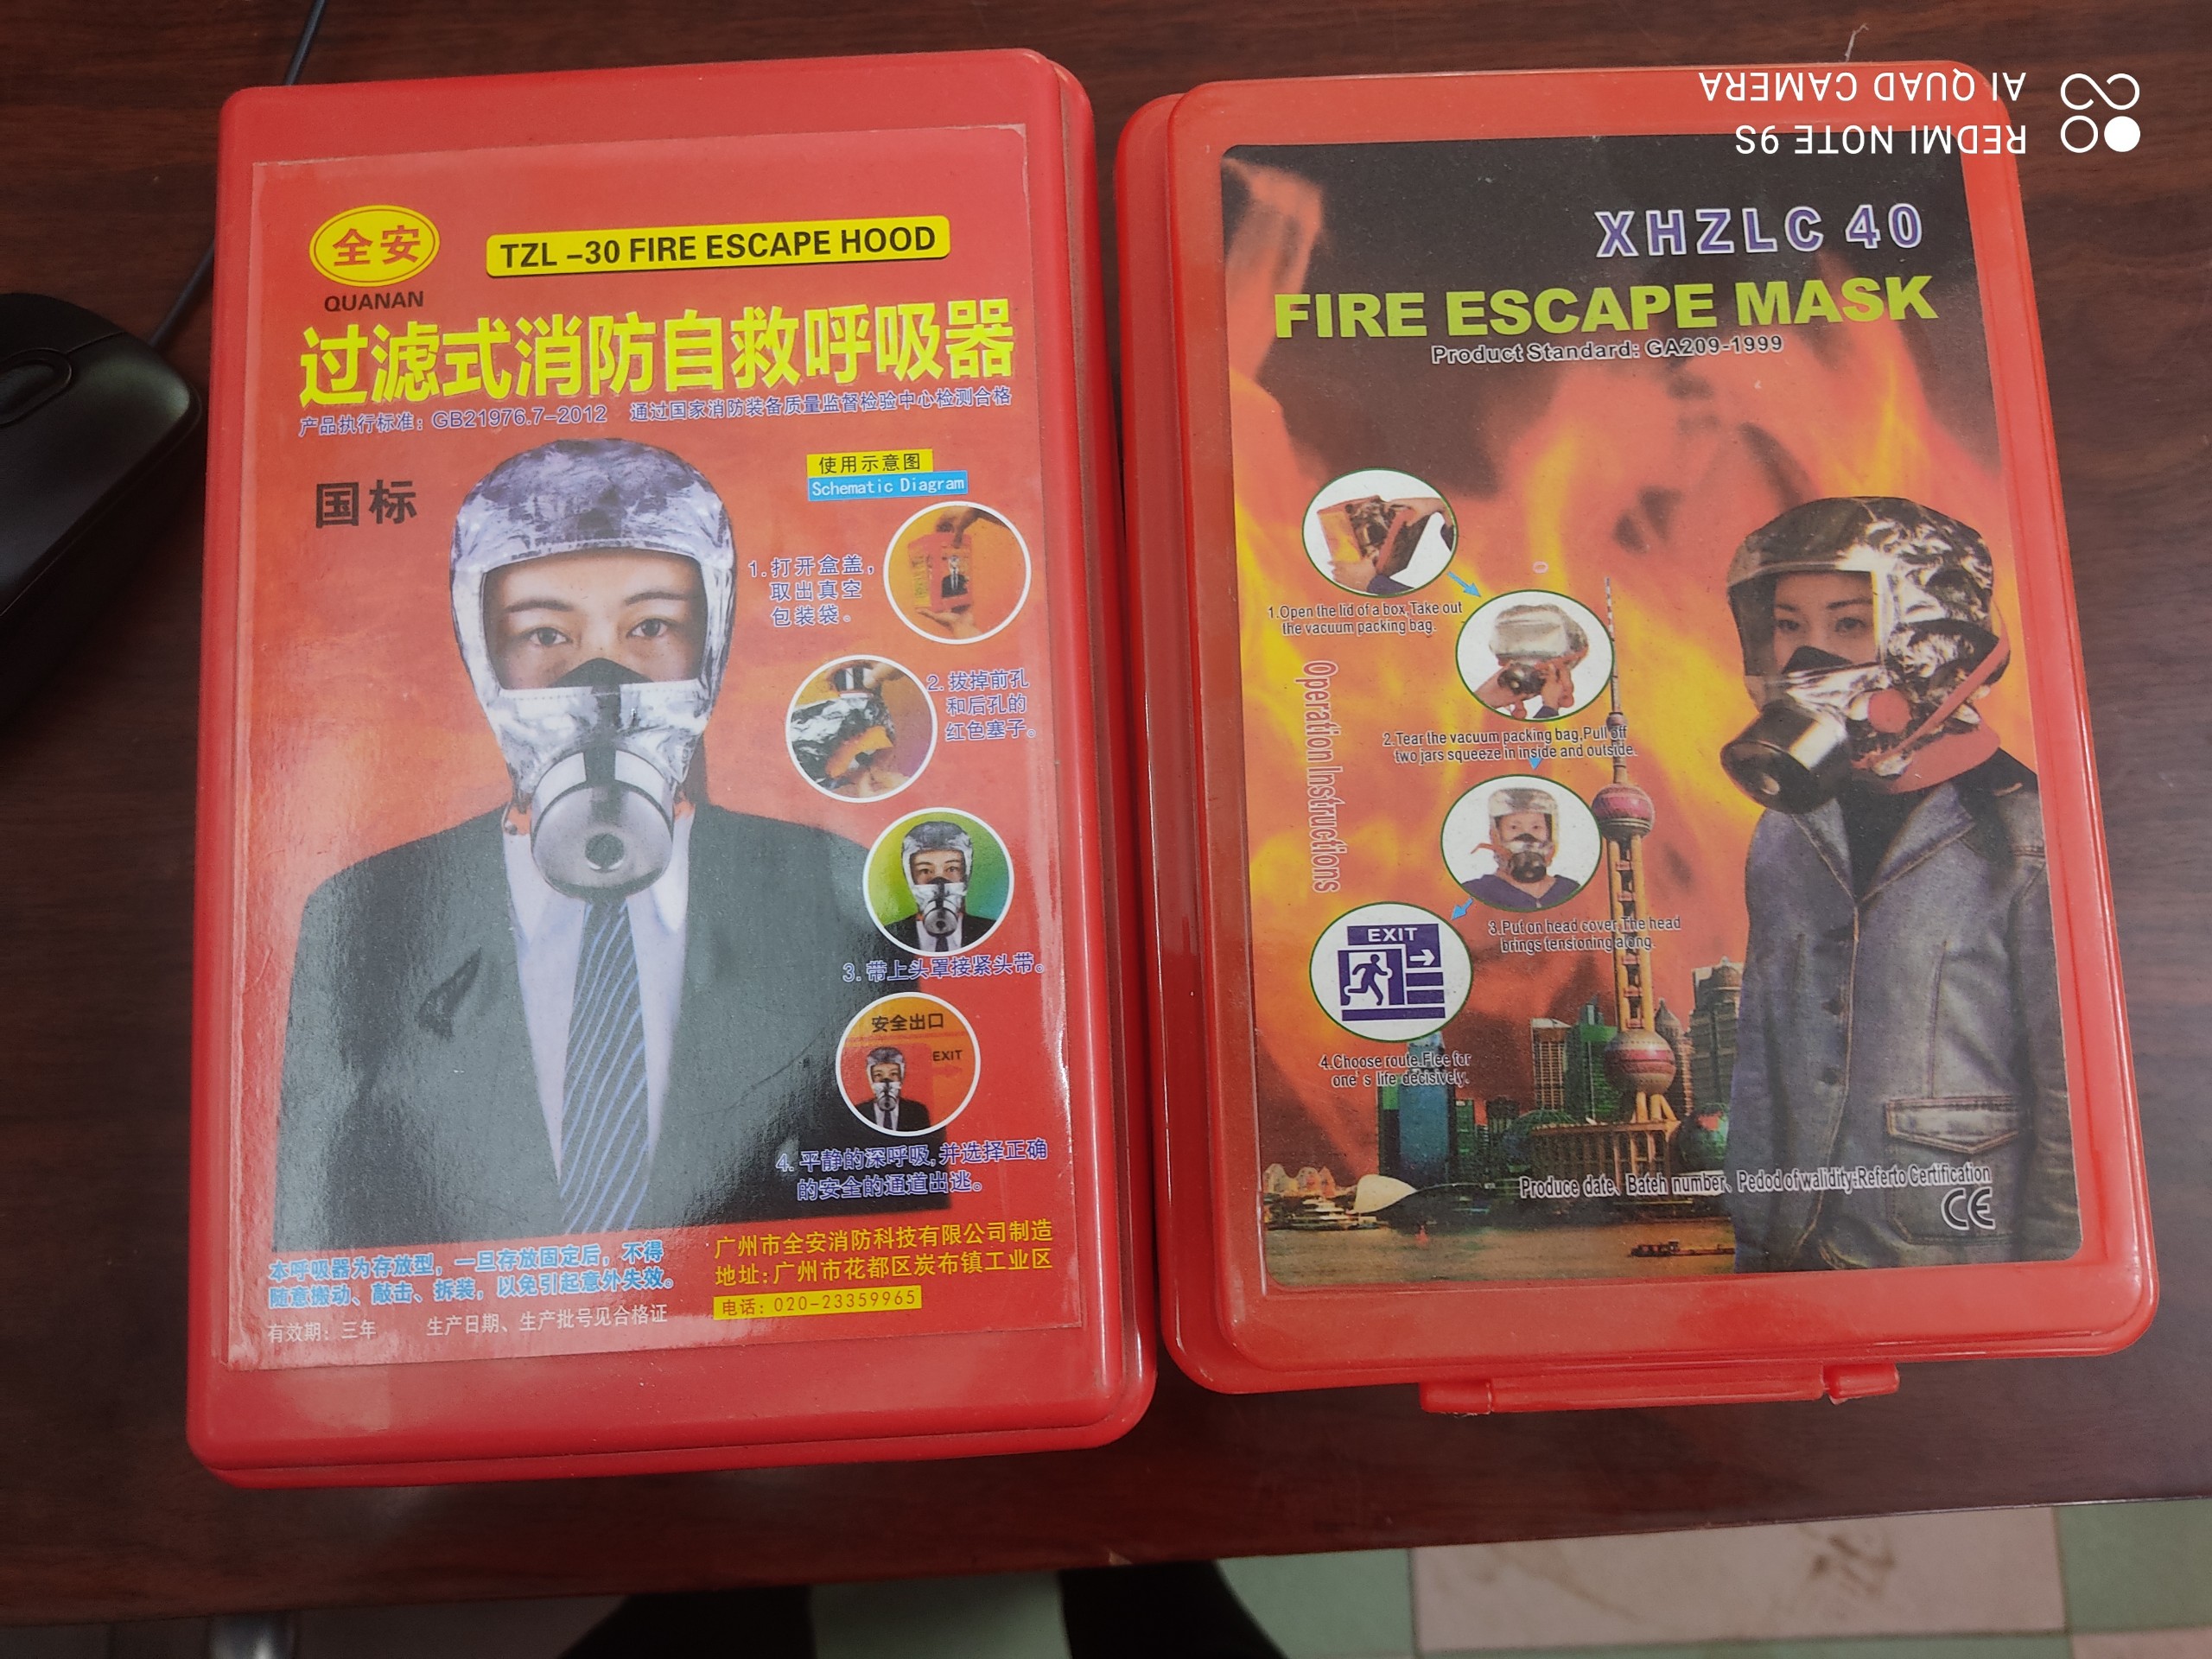 全安
QUANAN
TZL -30 FIRE ESCAPE HOOD
过滤式消防自救呼吸器
产品执行标准: GB21976.7-2012 通过国家消防装备质量监督检验中心检测合格
国标
使用示意图
Schematic Diagram
1.打开盒盖,
取出真空
包装袋。
2.拔掉前孔
和后孔的
红色塞子。
3.带上头罩接紧头带。
安全出口
EXIT
4.平静的深呼吸,并选择正确
的安全的通道出逃。
本呼吸器为存放型,一旦存放固定后,不得
随意搬动、敲击、拆装,以免引起意外失效。
有效期:三年 生产日期、生产批号见合格证
广州市全安消防科技有限公司制造
地址:广州市花都区炭布镇工业区
电话:020-23359965
XHZLC 40
FIRE ESCAPE MASK
Product Standard: GA209-1999
1.Open the lid of a box,Take out
the vacuum packing bag.
Operation Instructions
2.Tear the vacuum packing bag,Pull off
two jars squeeze in inside and outside.
3.Put on head cover,The head
brings tensioning along.
EXIT
4.Choose route.Flee for
one's life decisively.
Produce date、Bateh number、Pedod of walidity:Referto Certification
CE
REDMI NOTE 9S
AI QUAD CAMERA